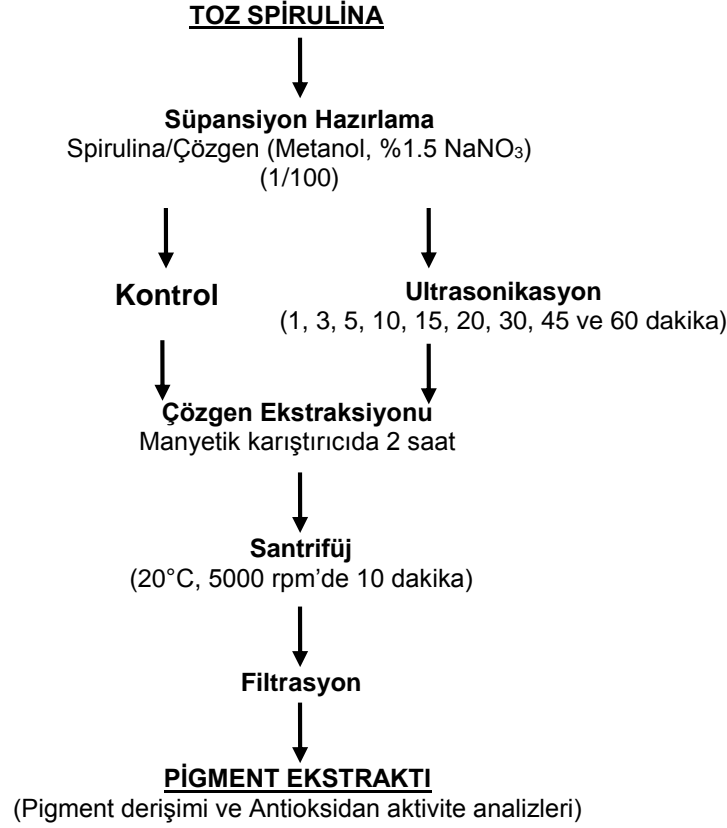 TOZ SPİRULİNA
Süpansiyon Hazırlama
Spirulina/Çözgen (Metanol, %1.5 NaNO₃)
(1/100)
Kontrol
Ultrasonikasyon
(1, 3, 5, 10, 15, 20, 30, 45 ve 60 dakika)
Çözgen Ekstraksiyonu
Manyetik karıştırıcıda 2 saat
Santrifüj
(20°C, 5000 rpm'de 10 dakika)
Filtrasyon
PİGMENT EKSTRAKTI
(Pigment derişimi ve Antioksidan aktivite analizleri)